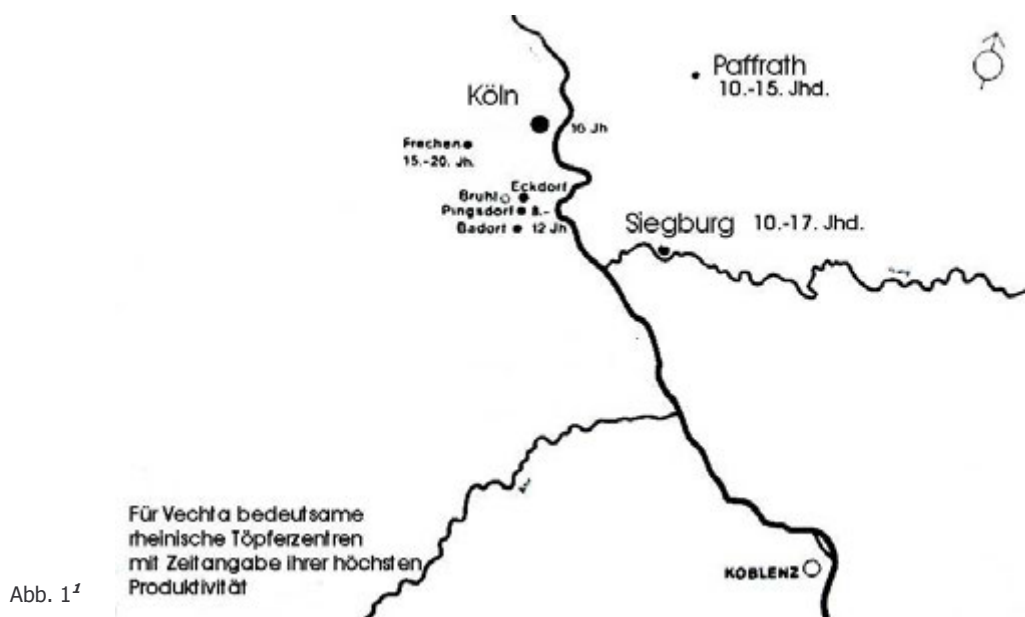 Paffrath
10.-15. Jhd.
Köln
16 Jh
Frechen
15.-20. Jh.
Eckdorf
Bruhl
Pingsdorf 8.-
Badorf 12 Jh
Siegburg 10.-17. Jhd.
Für Vechta bedeutsame
rheinische Töpferzentren
mit Zeitangabe ihrer höchsten
Produktivität
KOBLENZ
Abb. 1¹